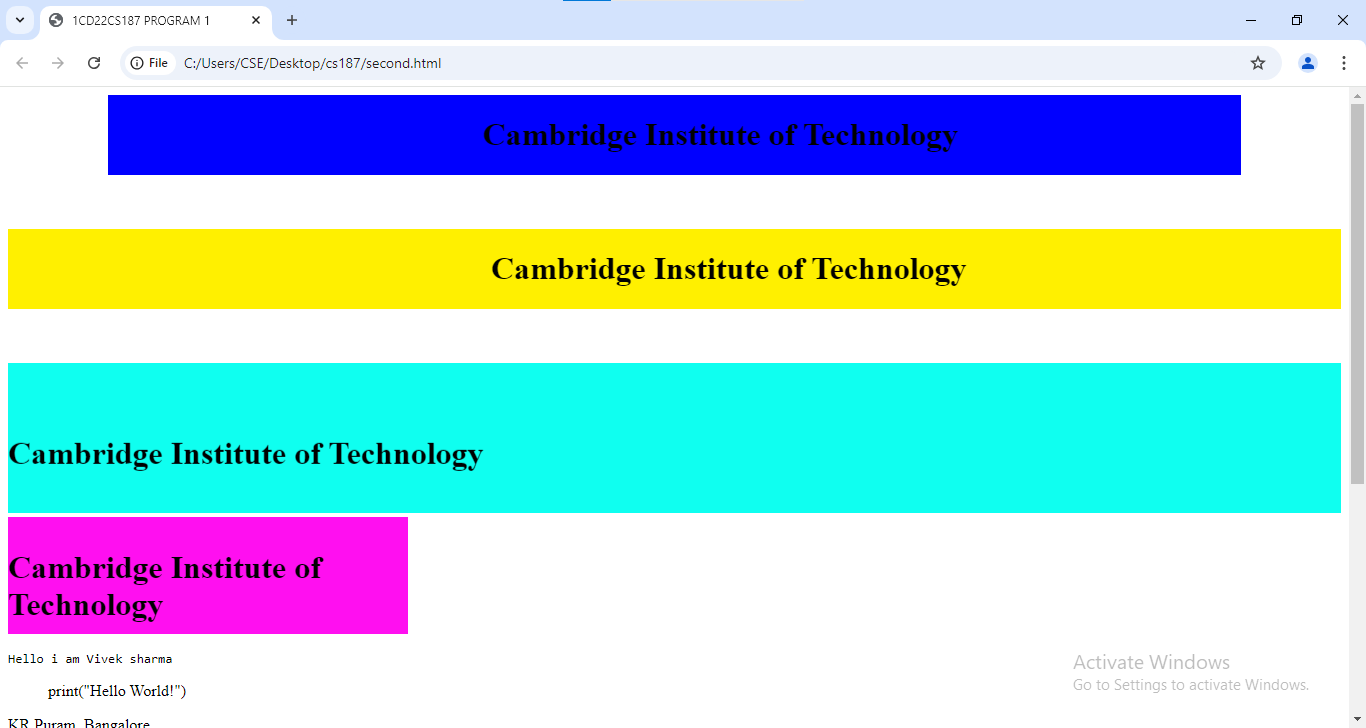 1CD22CS187 PROGRAM 1
File C:/Users/CSE/Desktop/cs187/second.html
Cambridge Institute of Technology
Cambridge Institute of Technology
Cambridge Institute of Technology
Cambridge Institute of
Technology
Hello i am Vivek sharma
print("Hello World!")
KR Puram, Bangalore
Activate Windows
Go to Settings to activate Windows.